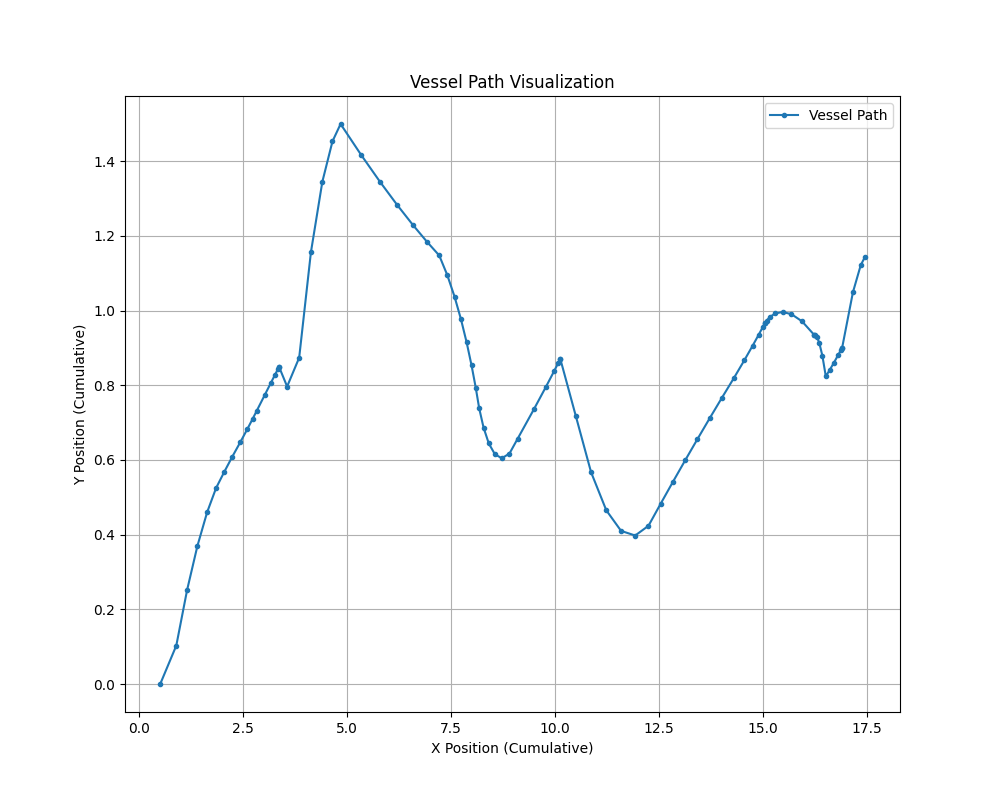 Vessel Path Visualization
Vessel Path
1.4
1.2
1.0
0.8
0.6
0.4
0.2
0.0
Y Position (Cumulative)
0.0 2.5 5.0 7.5 10.0 12.5 15.0 17.5
X Position (Cumulative)